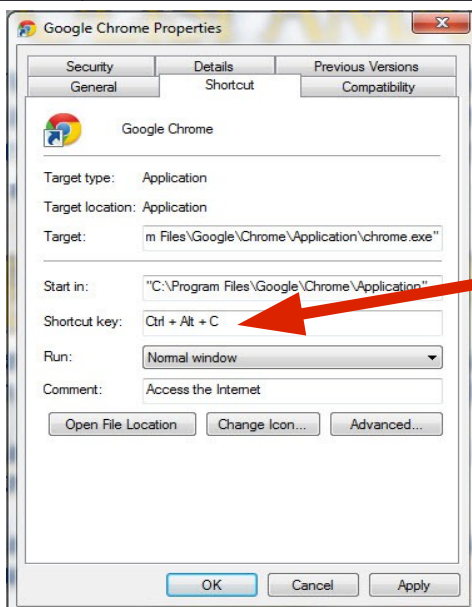 Google Chrome Properties
Security Details Previous Versions
General Shortcut Compatibility
Google Chrome
Target type: Application
Target location: Application
Target: m Files\Google\Chrome\Application\chrome.exe"
Start in: "C:\Program Files\Google\Chrome\Application"
Shortcut key: Ctrl + Alt + C
Run: Normal window
Comment: Access the Internet
Open File Location Change Icon... Advanced...
OK Cancel Apply